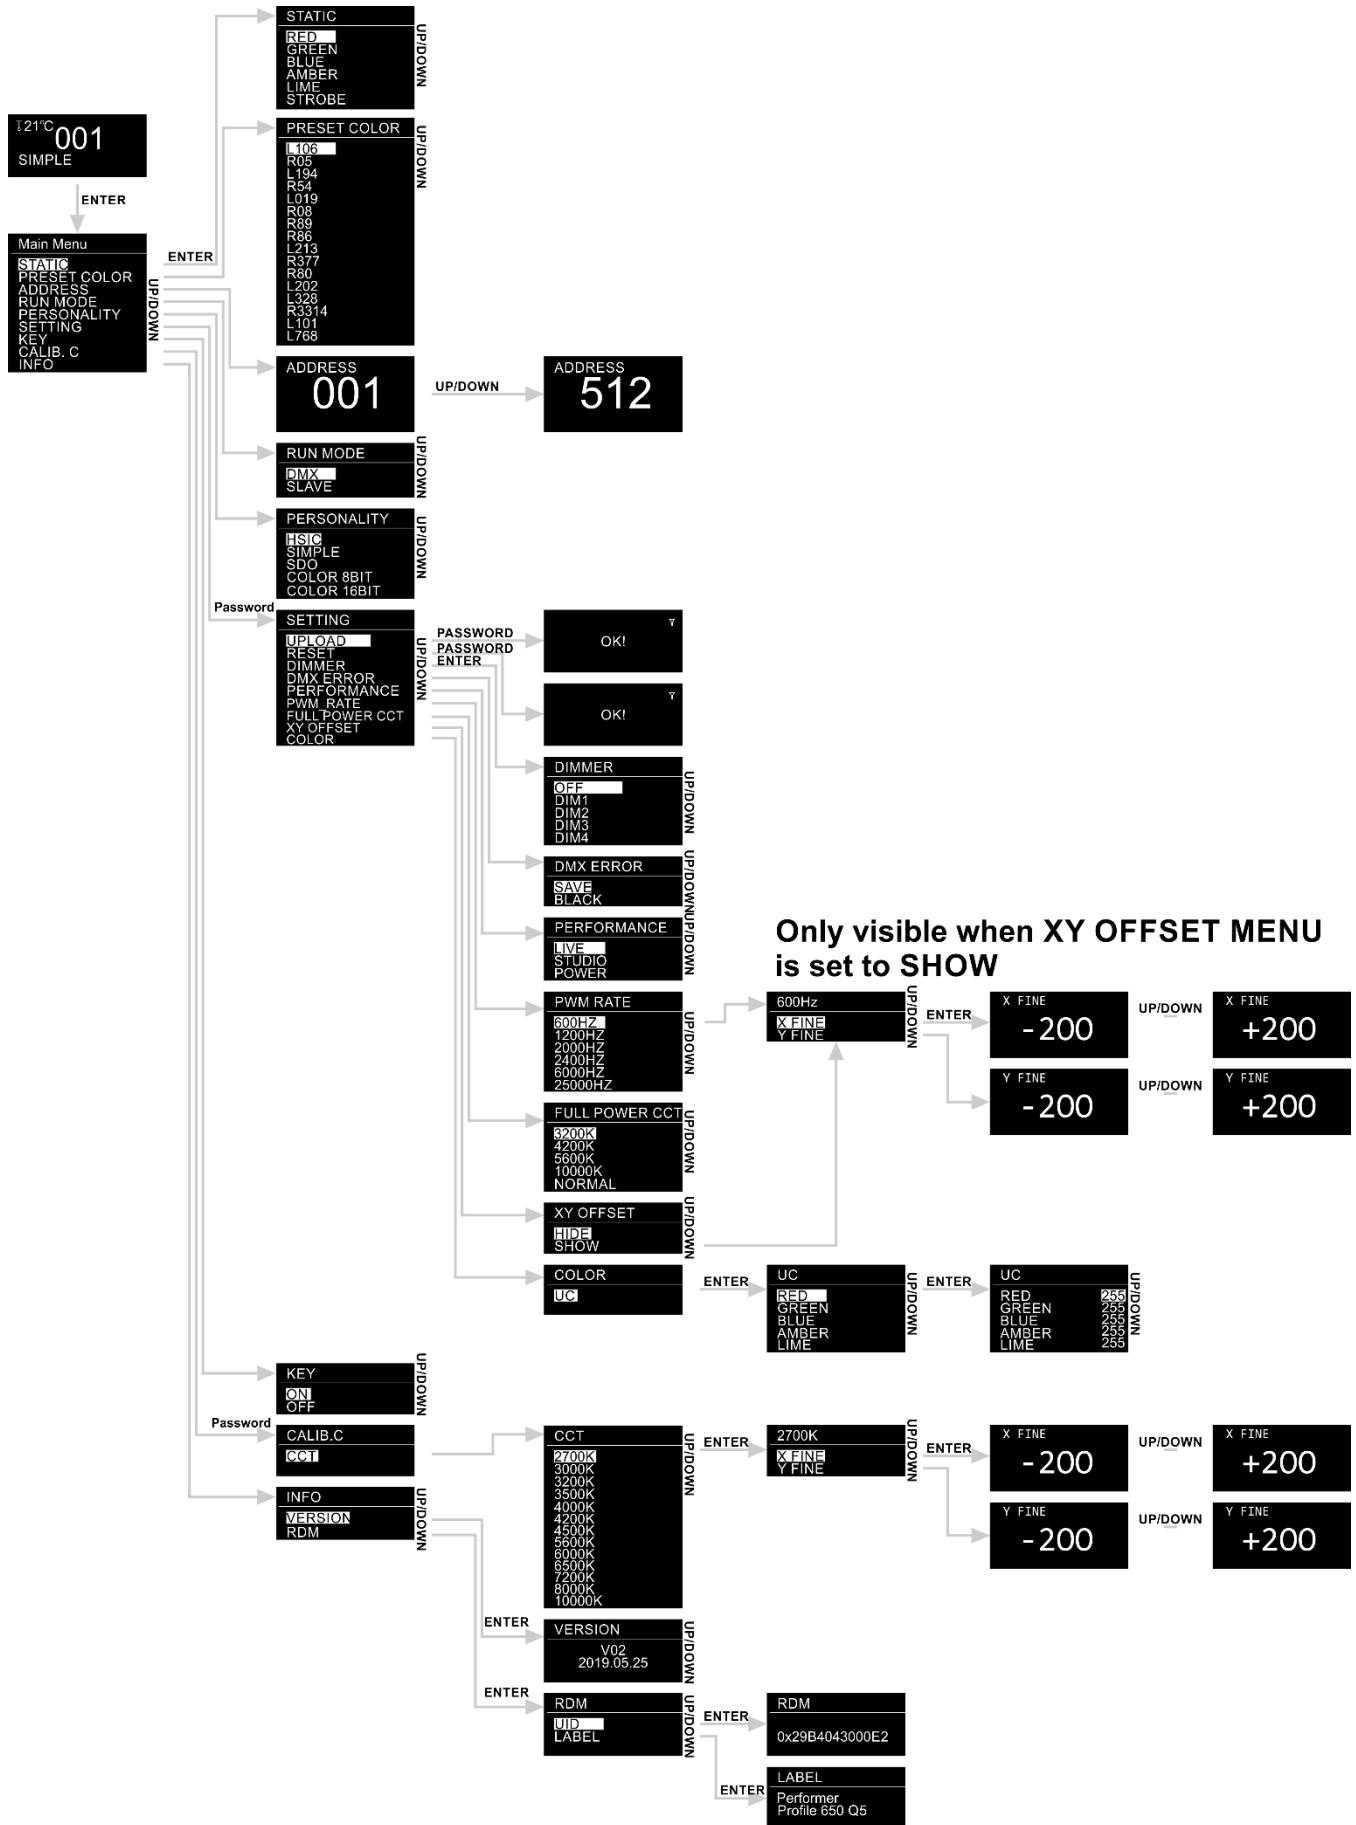 STATIC
RED
GREEN
BLUE
AMBER
LIME
STROBE
UP/DOWN
21°C
001
SIMPLE
ENTER
PRESET COLOR
L106
R05
L194
R54
L019
R08
R89
R86
L213
R377
R80
L202
L328
R3314
L101
L768
UP/DOWN
Main Menu
STATIC
PRESET COLOR
ADDRESS
RUN MODE
PERSONALITY
SETTING
KEY
CALIB. C
INFO
UP/DOWN
ENTER
ADDRESS
001
UP/DOWN
ADDRESS
512
RUN MODE
DMX
SLAVE
UP/DOWN
PERSONALITY
HSIC
SIMPLE
SDO
COLOR 8BIT
COLOR 16BIT
UP/DOWN
Password
SETTING
UPLOAD
RESET
DIMMER
DMX ERROR
PERFORMANCE
PWM_RATE
FULL POWER CCT
XY OFFSET
COLOR
UP/DOWN
PASSWORD
PASSWORD
ENTER
OK!
OK!
DIMMER
OFF
DIM1
DIM2
DIM3
DIM4
UP/DOWN
DMX ERROR
SAVE
BLACK
UP/DOWN
PERFORMANCE
LIVE
STUDIO
POWER
UP/DOWN
Only visible when XY OFFSET MENU
is set to SHOW
PWM RATE
600HZ
1200HZ
2000HZ
2400HZ
6000HZ
25000HZ
UP/DOWN
600Hz
X FINE
Y FINE
UP/DOWN
ENTER
X FINE
-200
UP/DOWN
X FINE
+200
Y FINE
-200
UP/DOWN
Y FINE
+200
FULL POWER CCT
3200K
4200K
5600K
10000K
NORMAL
UP/DOWN
XY OFFSET
HIDE
SHOW
UP/DOWN
COLOR
UC
ENTER
UC
RED
GREEN
BLUE
AMBER
LIME
UP/DOWN
ENTER
UC
RED 255
GREEN 255
BLUE 255
AMBER 255
LIME 255
UP/DOWN
KEY
ON
OFF
UP/DOWN
Password
CALIB.C
CCT
CCT
2700K
3000K
3200K
3500K
4000K
4200K
4500K
5600K
6000K
6500K
7200K
8000K
10000K
UP/DOWN
ENTER
2700K
X FINE
Y FINE
UP/DOWN
ENTER
X FINE
-200
UP/DOWN
X FINE
+200
Y FINE
-200
UP/DOWN
Y FINE
+200
INFO
VERSION
RDM
UP/DOWN
ENTER
VERSION
V02
2019.05.25
UP/DOWN
ENTER
RDM
UID
LABEL
UP/DOWN
ENTER
RDM
0x29B4043000E2
ENTER
LABEL
Performer
Profile 650 Q5